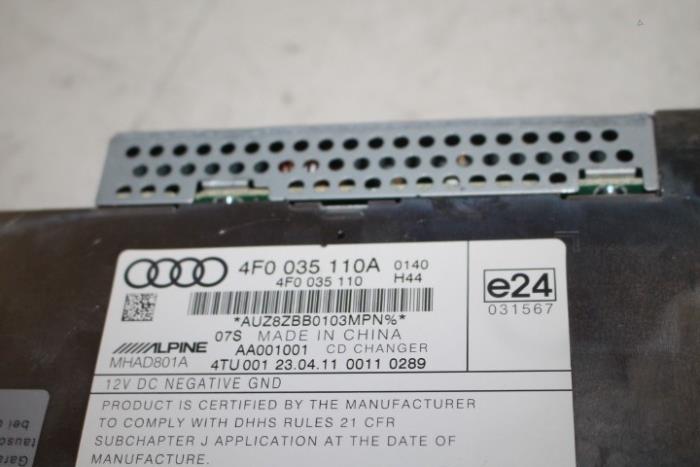 4F0 035 110A 0140
4F0 035 110 H44
*AUZ8ZBB0103MPN%*
07S MADE IN CHINA
ALPINE AA001001 CD CHANGER
MHAD801A 4TU 001 23.04.11 0011 0289
e24
031567
12V DC NEGATIVE GND
PRODUCT IS CERTIFIED BY THE MANUFACTURER
TO COMPLY WITH DHHS RULES 21 CFR
SUBCHAPTER J APPLICATION AT THE DATE OF
MANUFACTURE.